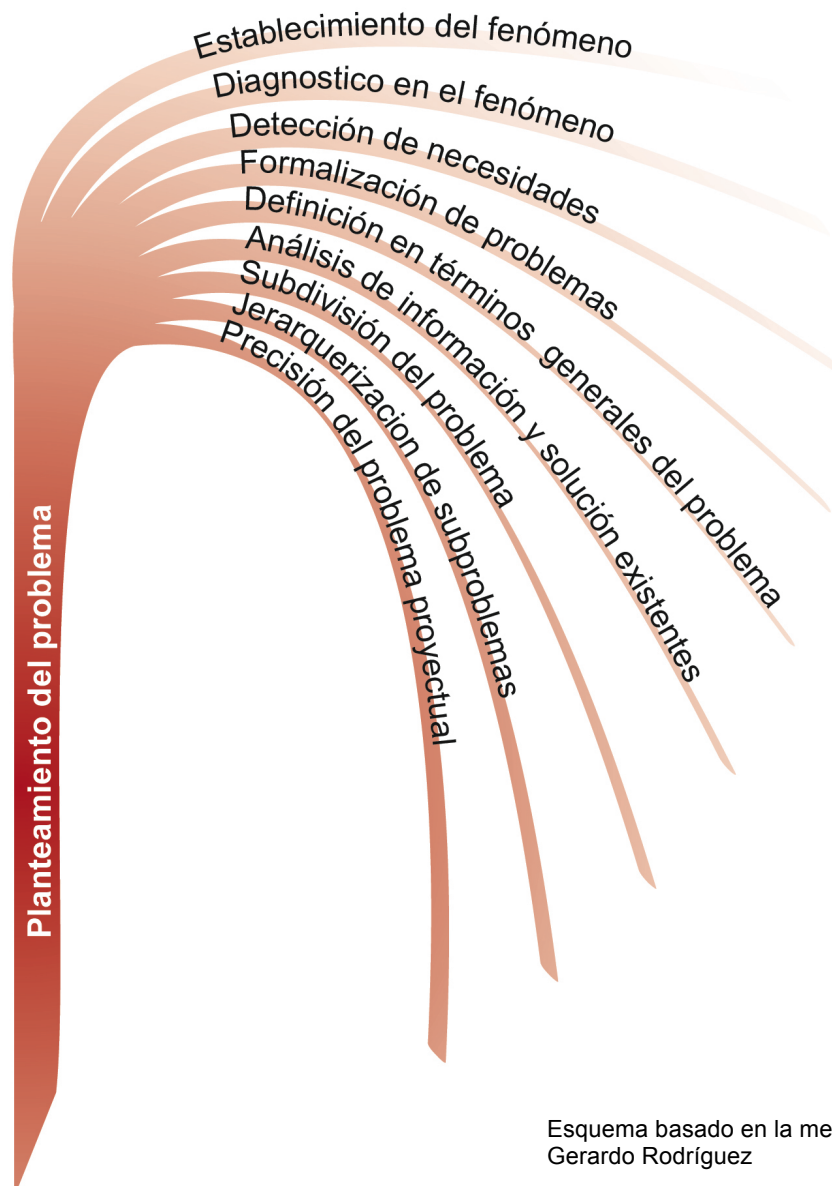 Establecimiento del fenómeno
Diagnostico en el fenómeno
Detección de necesidades
Formalización de problemas
Definición en términos generales del problema
Análisis de información y solución existentes
Subdivisión del problema
Jerarquerizacion de subproblemas
Precisión del problema proyectual
Planteamiento del problema
Esquema basado en la me
Gerardo Rodríguez